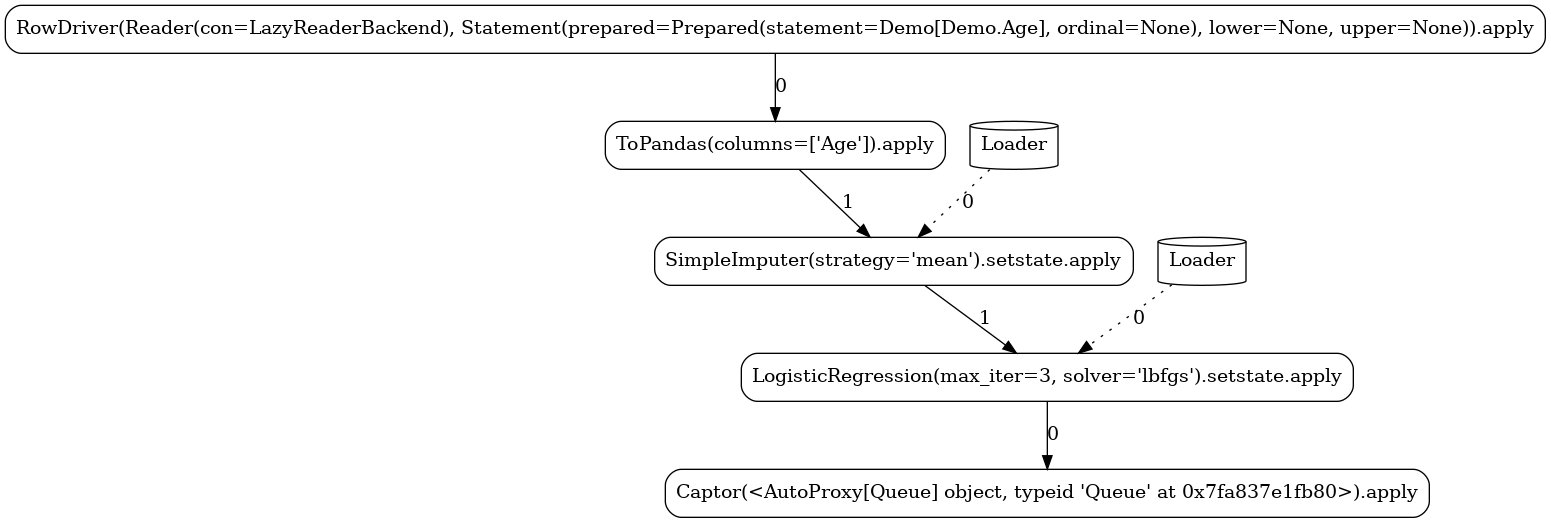 RowDriver(Reader(con=LazyReaderBackend), Statement(prepared=Prepared(statement=Demo[Demo.Age], ordinal=None), lower=None, upper=None)).apply
0
ToPandas(columns=['Age']).apply
Loader
1
0
SimpleImputer(strategy='mean').setstate.apply
Loader
1
0
LogisticRegression(max_iter=3, solver='lbfgs').setstate.apply
0
Captor(<AutoProxy[Queue] object, typeid 'Queue' at 0x7fa837e1fb80>).apply